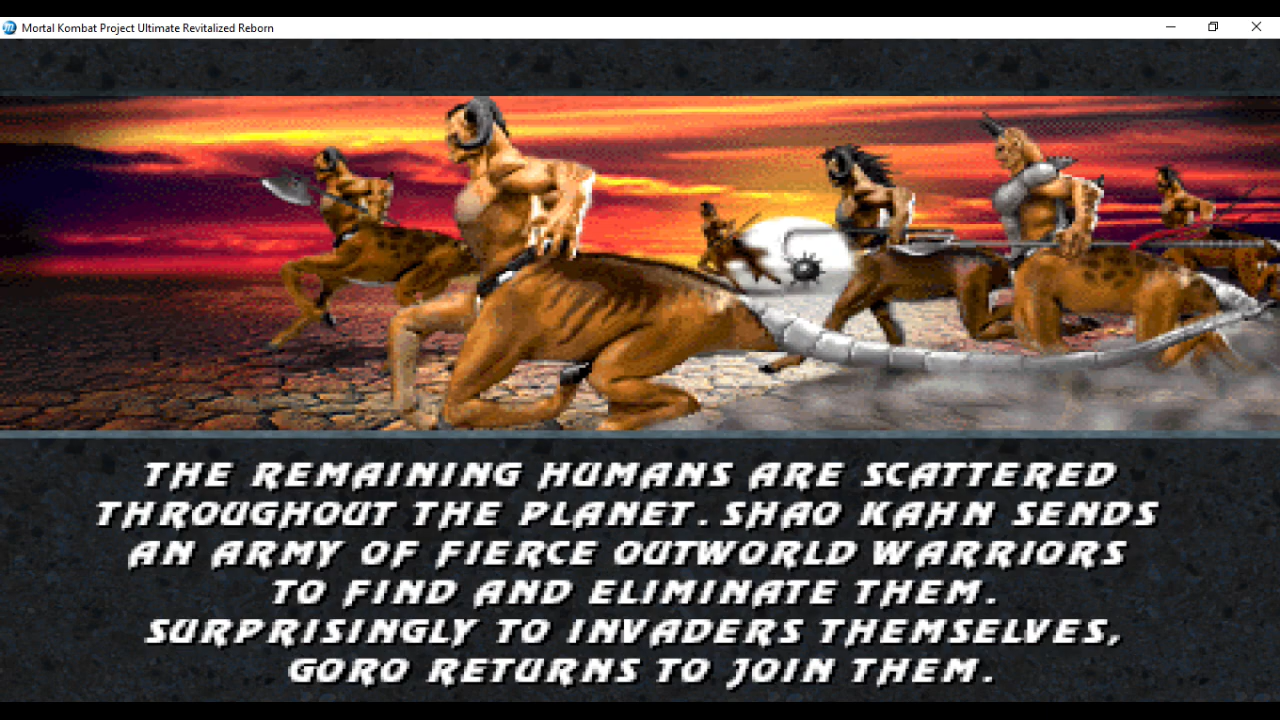 Mortal Kombat Project Ultimate Revitalized Reborn
THE REMAINING HUMANS ARE SCATTERED
THROUGHOUT THE PLANET. SHAO KAHN SENDS
AN ARMY OF FIERCE OUTWORLD WARRIORS
TO FIND AND ELIMINATE THEM.
SURPRISINGLY TO INVADERS THEMSELVES,
GORO RETURNS TO JOIN THEM.